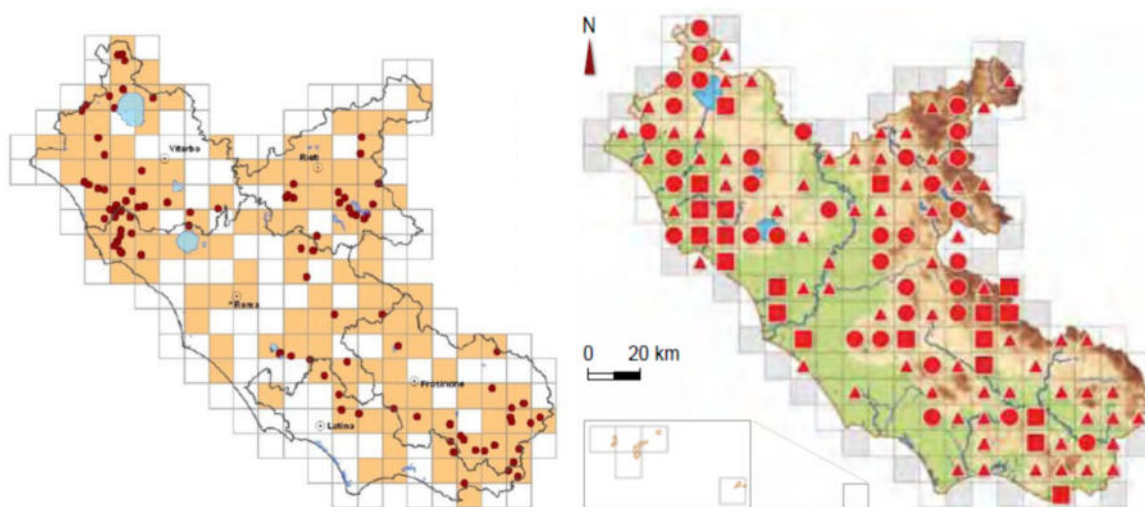 Viterbo
Rieti
Roma
Frosinone
Latina
N
0 20 km